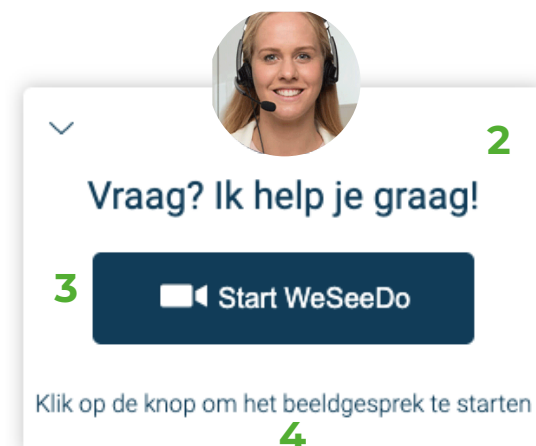 2
Vraag? Ik help je graag!
3
Start WeSeeDo
Klik op de knop om het beeldgesprek te starten
4